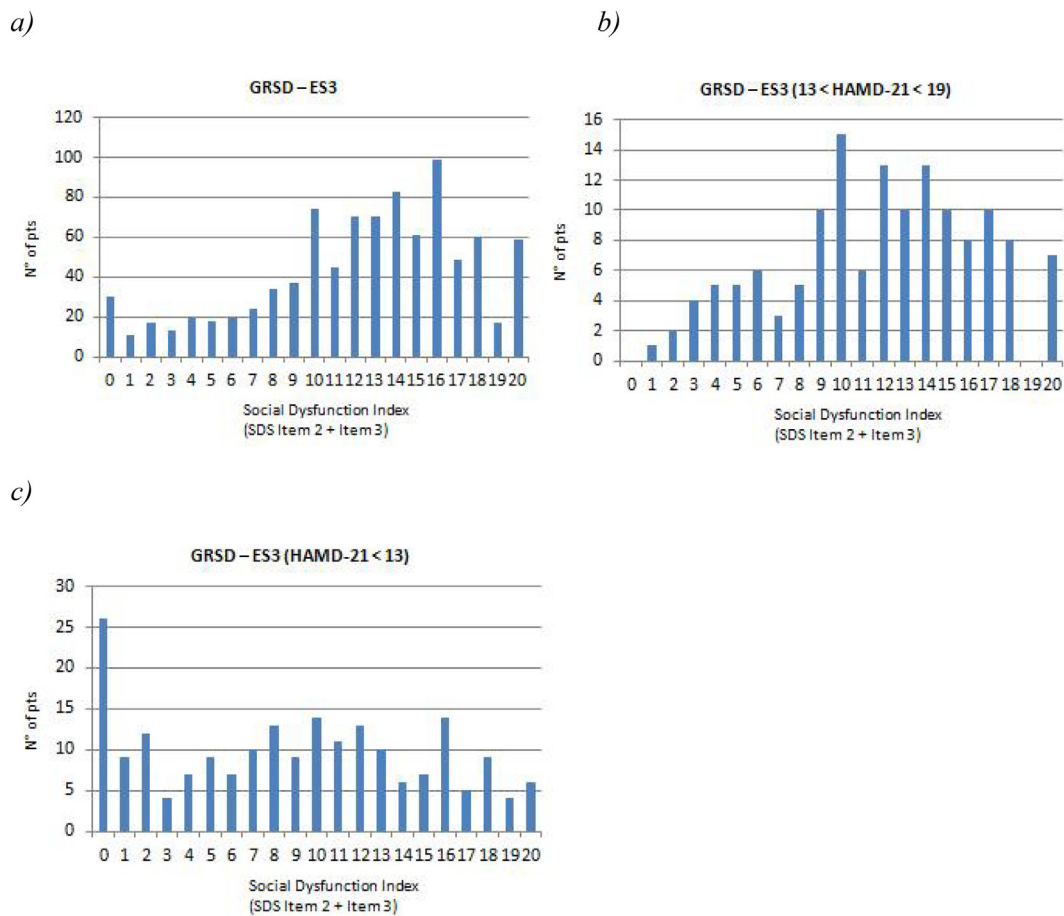 a)
b)
GRSD – ES3
120
100
80
60
40
20
0
N° of pts
0 1 2 3 4 5 6 7 8 9 10 11 12 13 14 15 16 17 18 19 20
Social Dysfunction Index
(SDS Item 2 + Item 3)
GRSD – ES3 (13 < HAMD-21 < 19)
16
14
12
10
8
6
4
2
0
N° of pts
0 1 2 3 4 5 6 7 8 9 10 11 12 13 14 15 16 17 18 19 20
Social Dysfunction Index
(SDS Item 2 + Item 3)
c)
GRSD – ES3 (HAMD-21 < 13)
30
25
20
15
10
5
0
N° of pts
0 1 2 3 4 5 6 7 8 9 10 11 12 13 14 15 16 17 18 19 20
Social Dysfunction Index
(SDS Item 2 + Item 3)